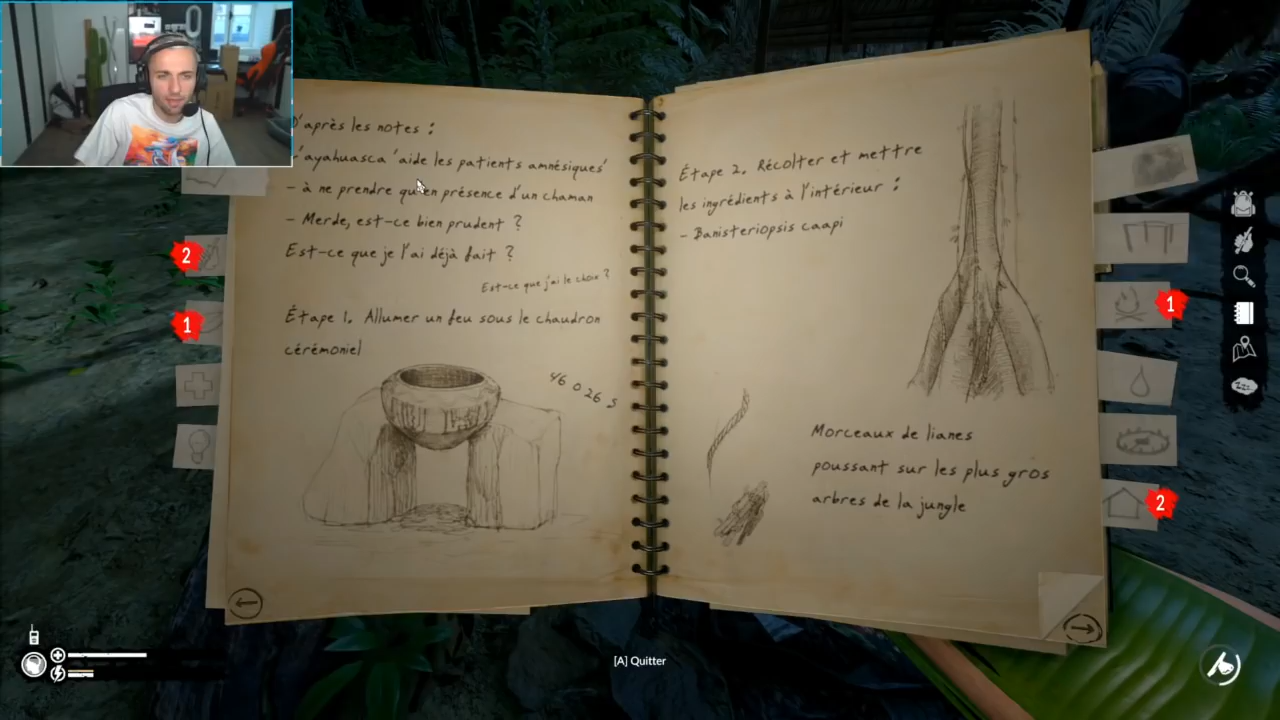 D'après les notes :
l'ayahuasca 'aide les patients amnésiques'
- à ne prendre qu'en présence d'un chaman
- Merde, est-ce bien prudent ?
Est-ce que je l'ai déjà fait ?
Est-ce que j'ai le choix ?
Étape 1. Allumer un feu sous le chaudron
cérémoniel
46 0 26 S
Étape 2. Récolter et mettre
les ingrédients à l'intérieur :
- Banisteriopsis caapi
Morceaux de lianes
poussant sur les plus gros
arbres de la jungle
2
1
1
2
[A] Quitter